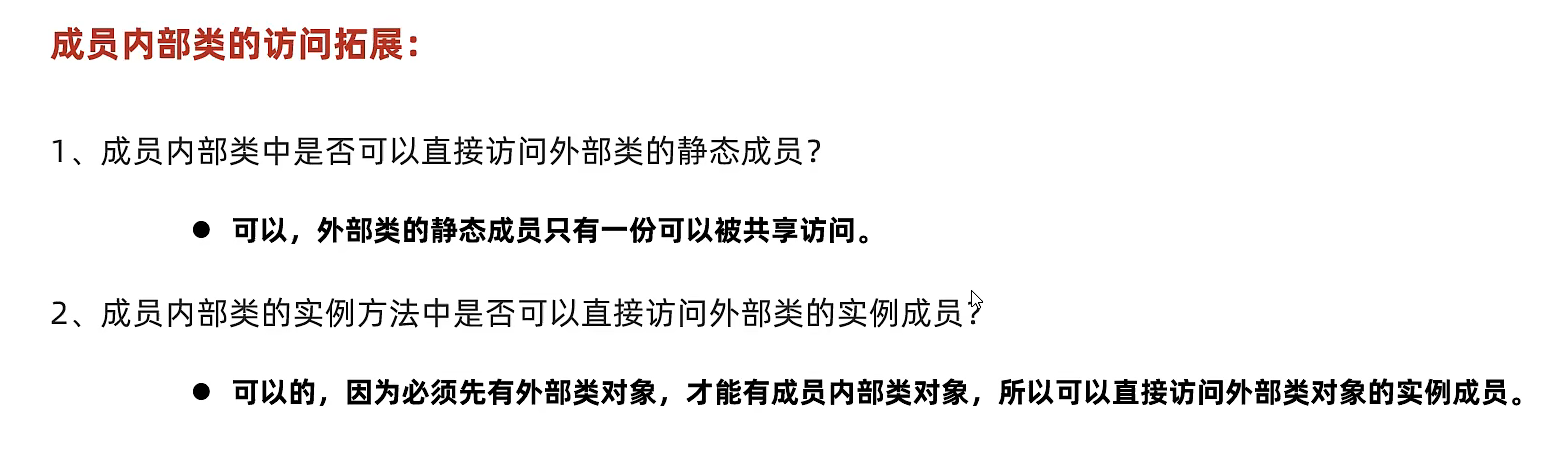 成员内部类的访问拓展：
1、成员内部类中是否可以直接访问外部类的静态成员？
● 可以，外部类的静态成员只有一份可以被共享访问。
2、成员内部类的实例方法中是否可以直接访问外部类的实例成员？
● 可以的，因为必须先有外部类对象，才能有成员内部类对象，所以可以直接访问外部类对象的实例成员。